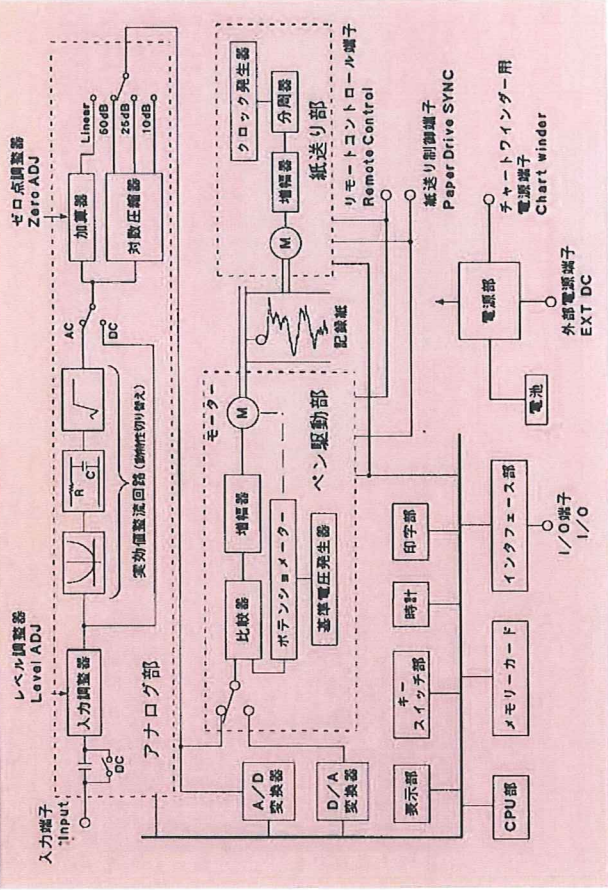 入力端子
Input
レベル調整器
Level ADJ
ゼロ点調整器
Zero ADJ
DC
入力調整器
R
C
実効値整流回路(動特性切り替え)
AC
DC
加算器
対数圧縮器
Linear
50dB
25dB
10dB
アナログ部
モーター
M
比較器
増幅器
ポテンショメーター
基準電圧発生器
ペン駆動部
記録紙
M
増幅器
分周器
クロック発生器
紙送り部
リモートコントロール端子
Remote Control
紙送り制御端子
Paper Drive SYNC
A/D
変換器
D/A
変換器
表示部
キー
スイッチ部
時計
印字部
CPU部
メモリーカード
インタフェース部
I/O端子
I/O
電池
電源部
外部電源端子
EXT DC
チャートワインダー用
電源端子
Chart winder